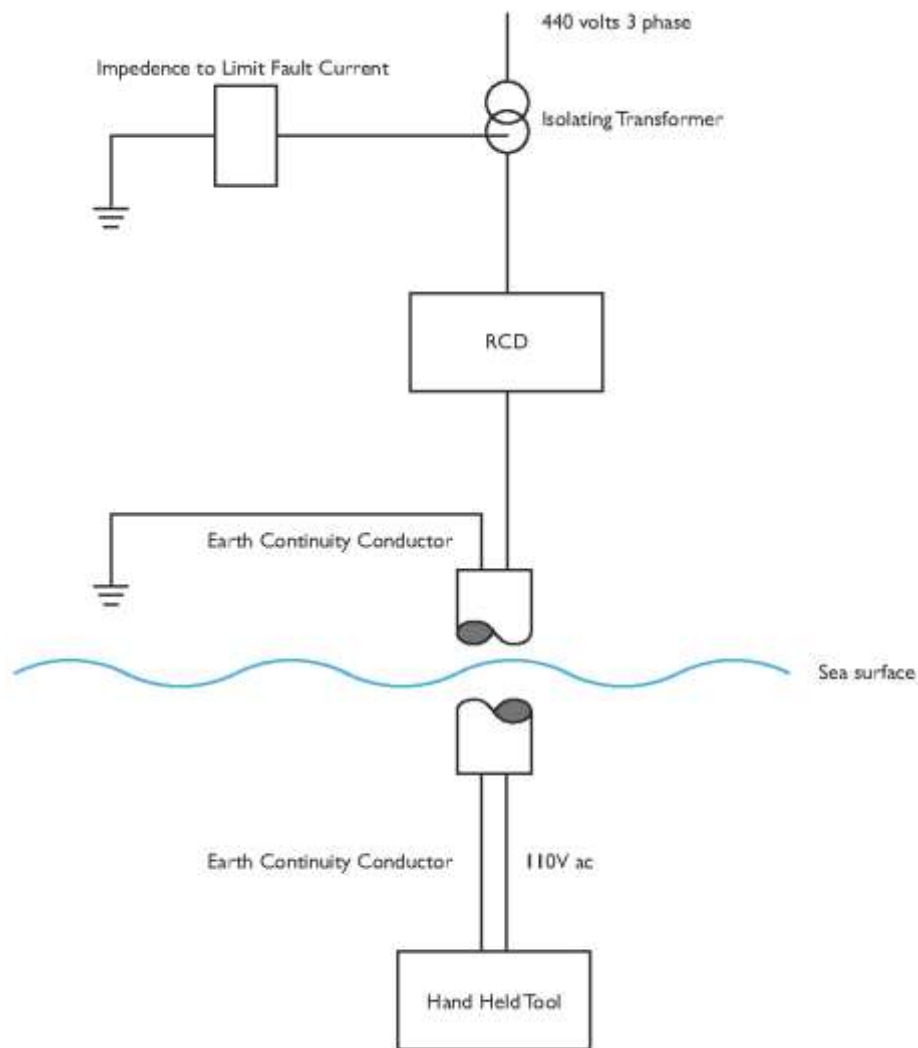 440 volts 3 phase
Impedence to Limit Fault Current
Isolating Transformer
RCD
Earth Continuity Conductor
Sea surface
Earth Continuity Conductor
110V ac
Hand Held Tool